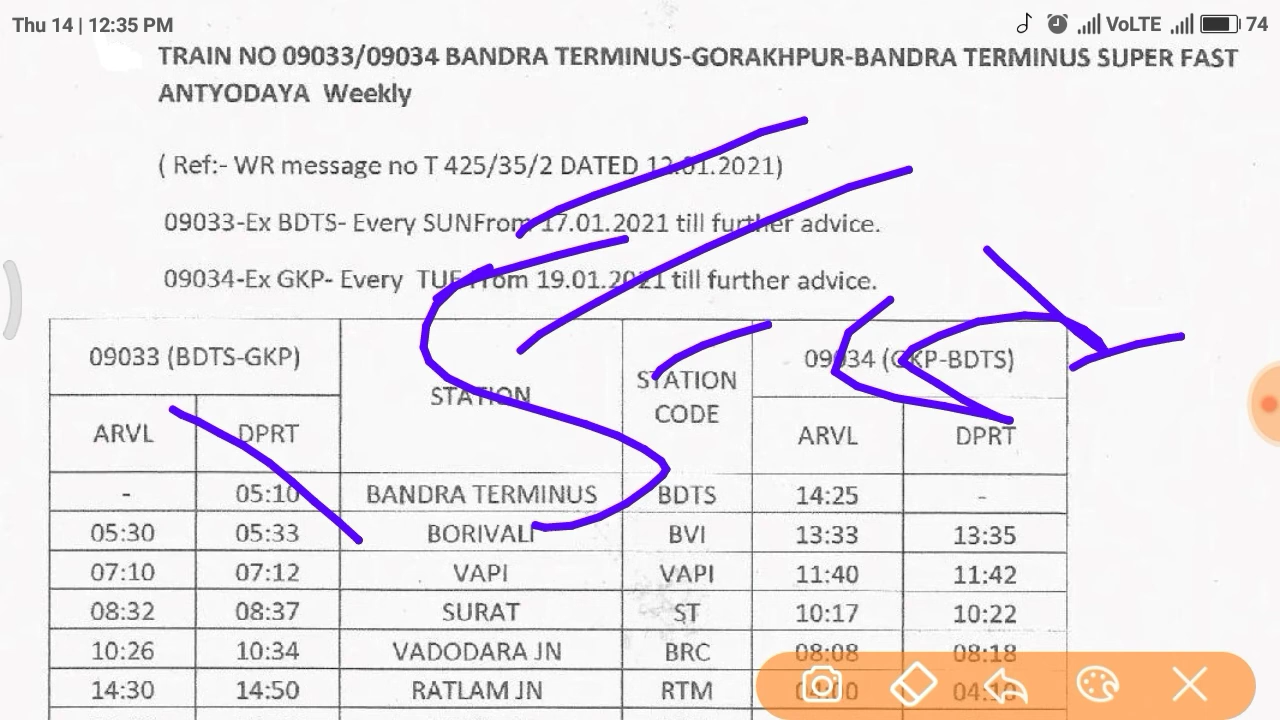 Thu 14 | 12:35 PM VoLTE 74
TRAIN NO 09033/09034 BANDRA TERMINUS-GORAKHPUR-BANDRA TERMINUS SUPER FAST
ANTYODAYA Weekly
( Ref:- WR message no T 425/35/2 DATED 12.01.2021)
09033-Ex BDTS- Every SUNFrom 17.01.2021 till further advice.
09034-Ex GKP- Every TUE From 19.01.2021 till further advice.
09033 (BDTS-GKP) STATION STATION CODE 09034 (GKP-BDTS)
ARVL DPRT ARVL DPRT
- 05:10 BANDRA TERMINUS BDTS 14:25 -
05:30 05:33 BORIVALI BVI 13:33 13:35
07:10 07:12 VAPI VAPI 11:40 11:42
08:32 08:37 SURAT ST 10:17 10:22
10:26 10:34 VADODARA JN BRC 08:08 08:18
14:30 14:50 RATLAM JN RTM 04:00 04:10